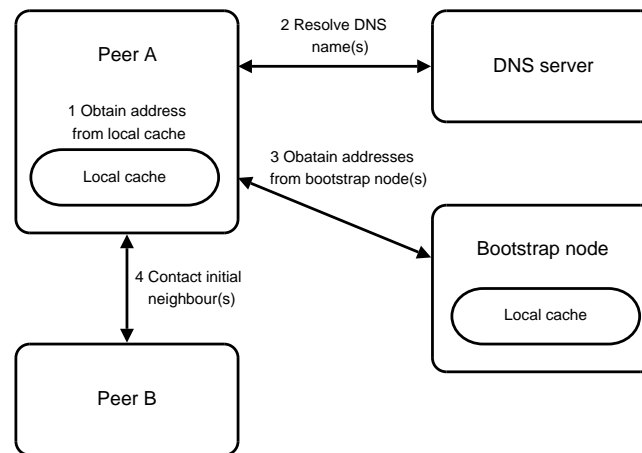 Peer A
1 Obtain address
from local cache
Local cache
2 Resolve DNS
name(s)
DNS server
3 Obatain addresses
from bootstrap node(s)
Bootstrap node
Local cache
4 Contact initial
neighbour(s)
Peer B